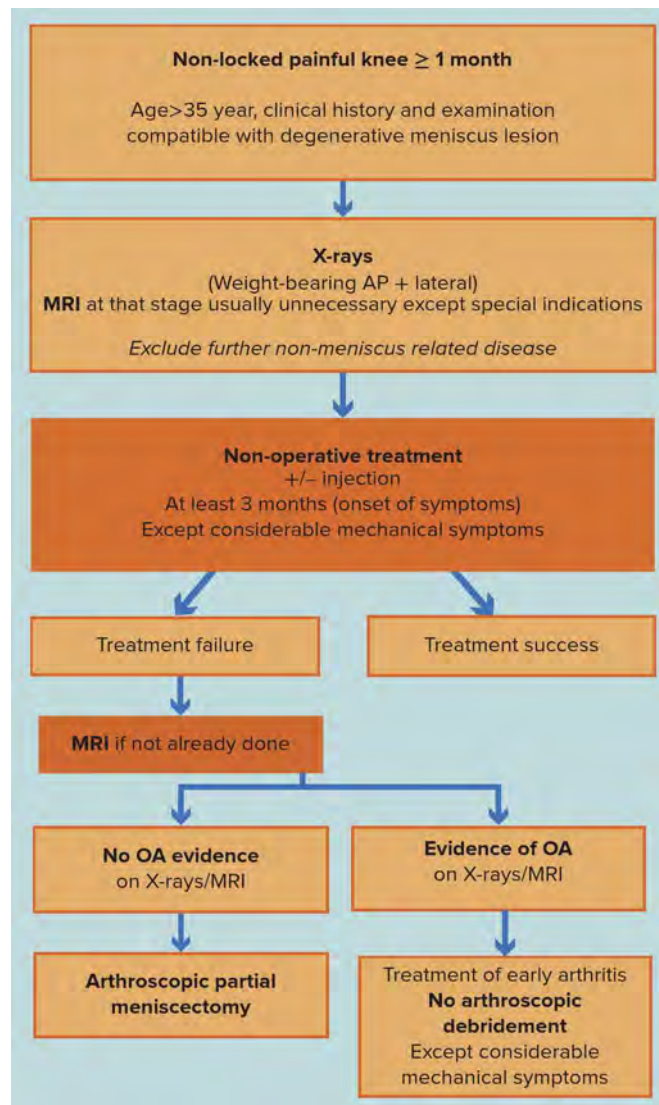 Non-locked painful knee ≥ 1 month
Age>35 year, clinical history and examination
compatible with degenerative meniscus lesion
X-rays
(Weight-bearing AP + lateral)
MRI at that stage usually unnecessary except special indications
Exclude further non-meniscus related disease
Non-operative treatment
+/– injection
At least 3 months (onset of symptoms)
Except considerable mechanical symptoms
Treatment failure
Treatment success
MRI if not already done
No OA evidence
on X-rays/MRI
Evidence of OA
on X-rays/MRI
Arthroscopic partial
meniscectomy
Treatment of early arthritis
No arthroscopic
debridement
Except considerable
mechanical symptoms